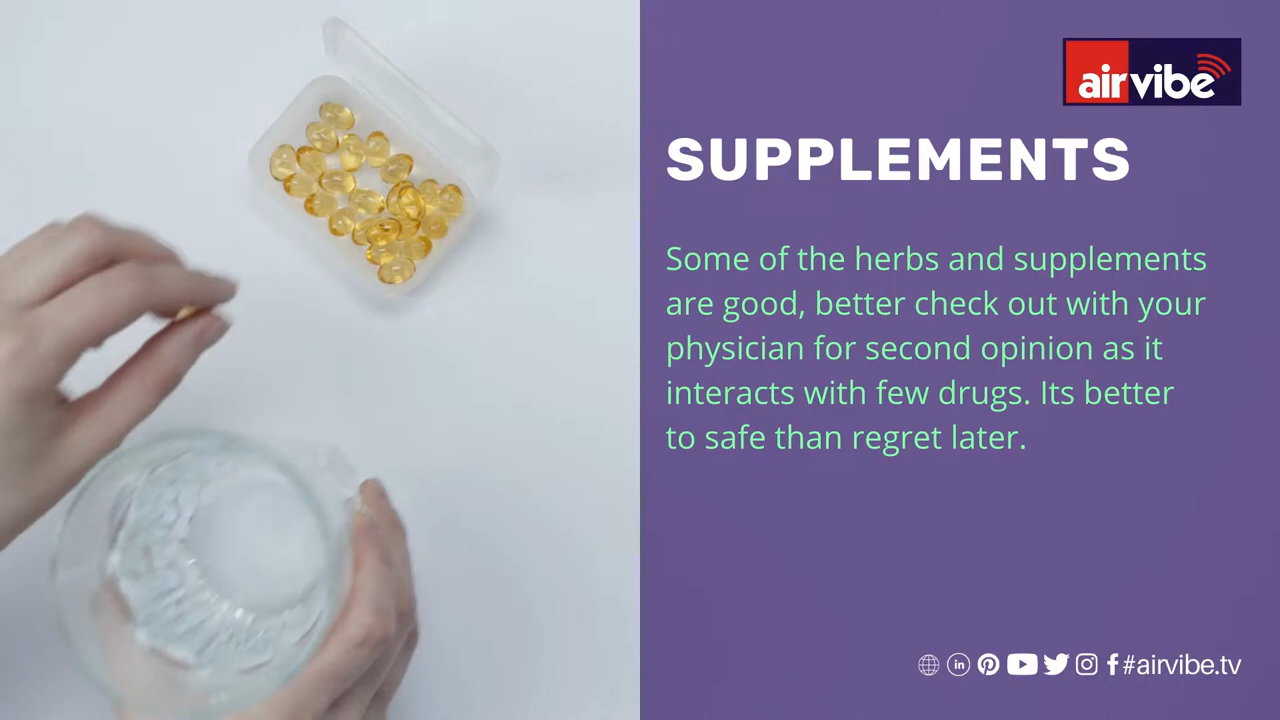 airvibe
SUPPLEMENTS
Some of the herbs and supplements
are good, better check out with your
physician for second opinion as it
interacts with few drugs. Its better
to safe than regret later.
in f #airvibe.tv